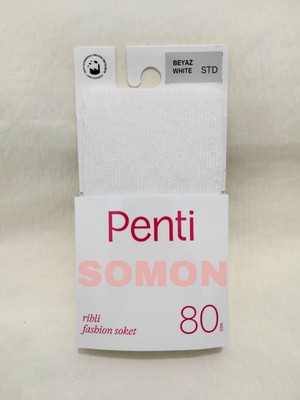 BEYAZ
WHITE
STD
Penti
SOMON
ribli
fashion soket
80